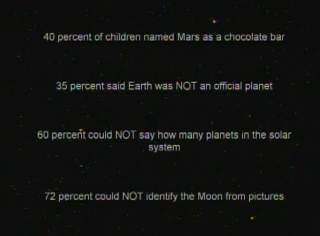 40 percent of children named Mars as a chocolate bar
35 percent said Earth was NOT an official planet
60 percent could NOT say how many planets in the solar
system
72 percent could NOT identify the Moon from pictures